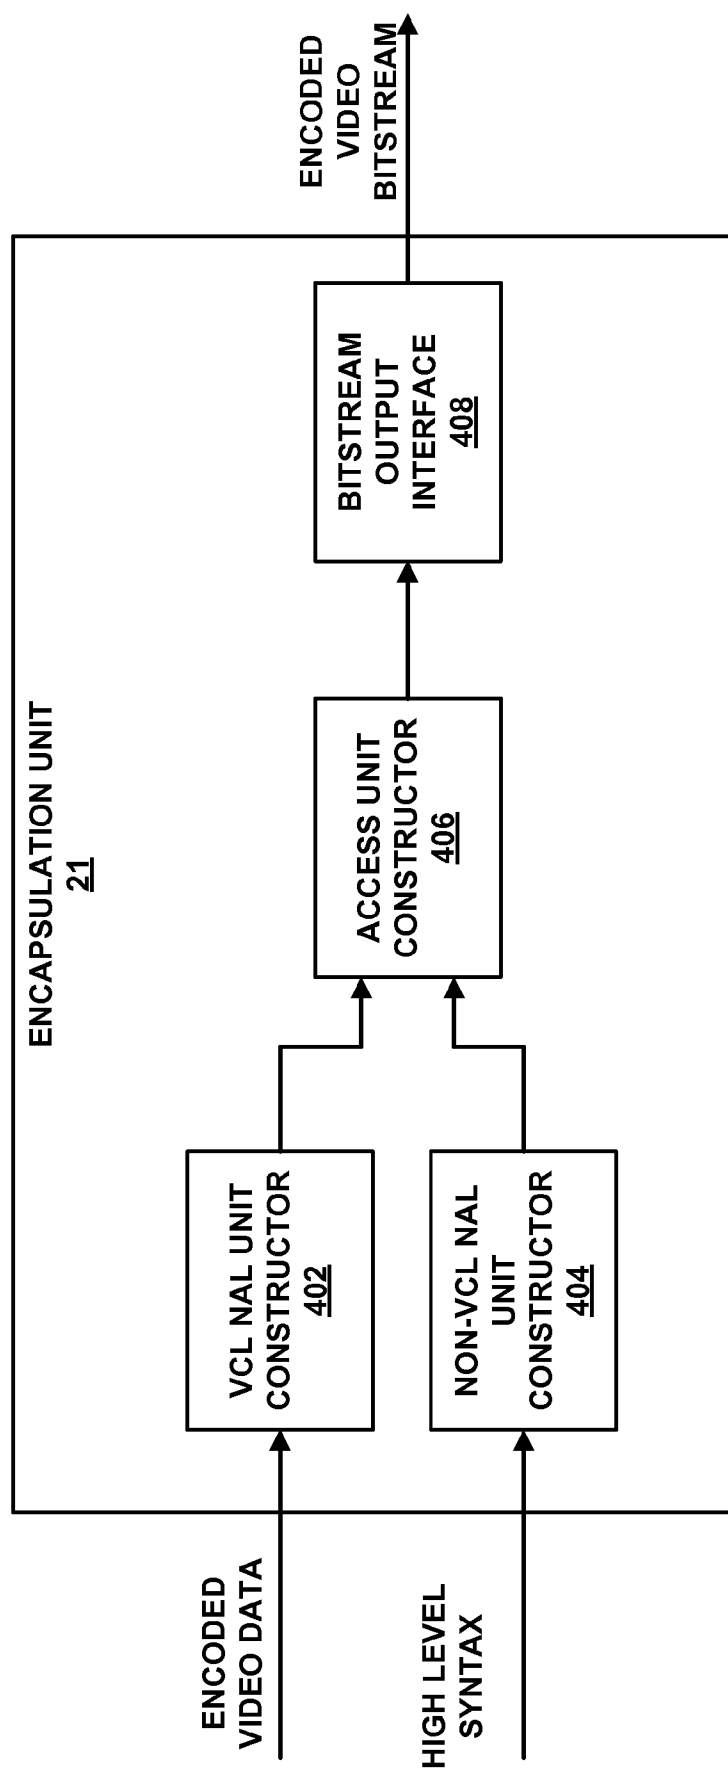 ENCAPSULATION UNIT
21
ENCODED
VIDEO DATA
HIGH LEVEL
SYNTAX
VCL NAL UNIT
CONSTRUCTOR
402
NON-VCL NAL
UNIT
CONSTRUCTOR
404
ACCESS UNIT
CONSTRUCTOR
406
BITSTREAM
OUTPUT
INTERFACE
408
ENCODED
VIDEO
BITSTREAM